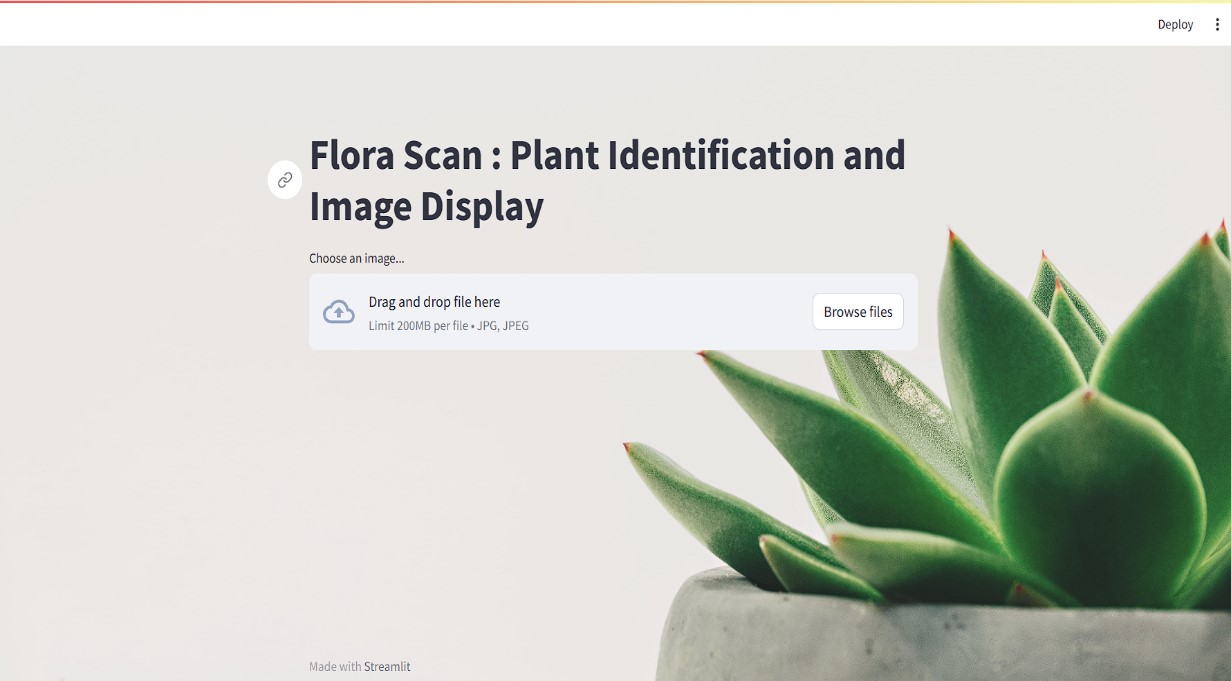 Deploy
Flora Scan : Plant Identification and
Image Display
Choose an image...
Drag and drop file here
Limit 200MB per file • JPG, JPEG
Browse files
Made with Streamlit